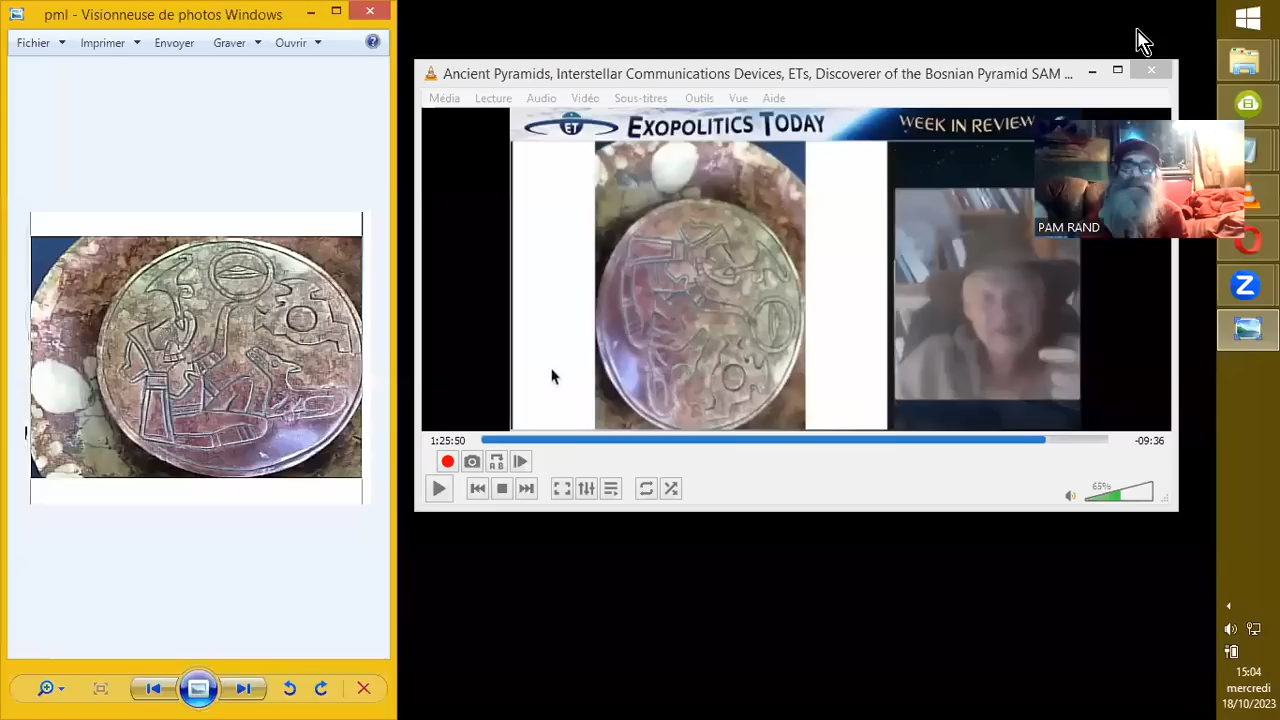 pml - Visionneuse de photos Windows
Fichier Imprimer Envoyer Graver Ouvrir
Ancient Pyramids, Interstellar Communications Devices, ETs, Discoverer of the Bosnian Pyramid SAM ...
Média Lecture Audio Vidéo Sous-titres Outils Vue Aide
ET EXOPOLITICS TODAY WEEK IN REVIEW
PAM RAND
1:25:50
-09:36
65%
15:04
mercredi
18/10/2023